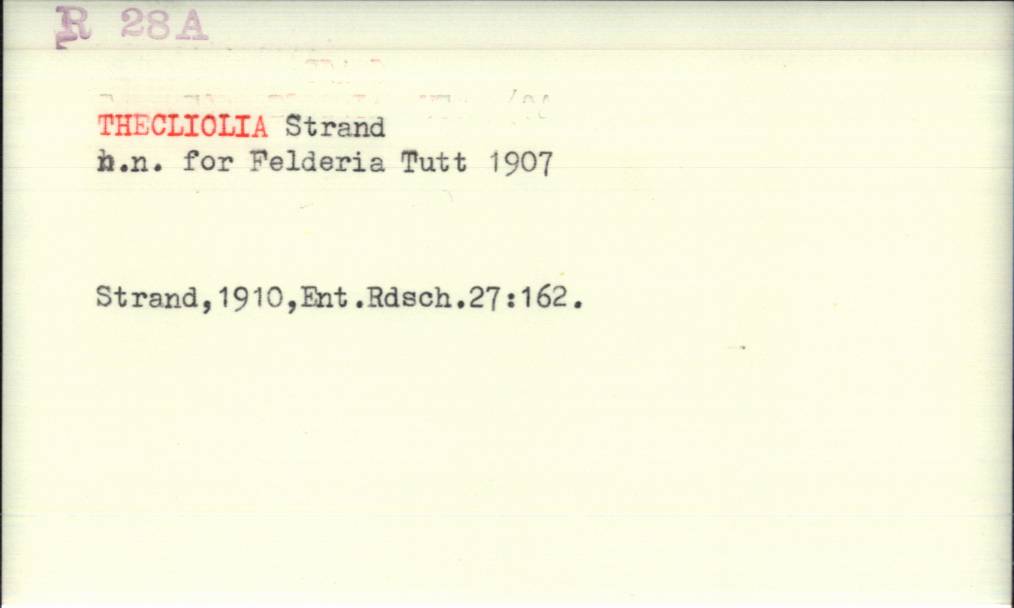 R 28A
THECLIOLIA Strand
n.n. for Felderia Tutt 1907
Strand,1910,Ent.Rdsch.27:162.